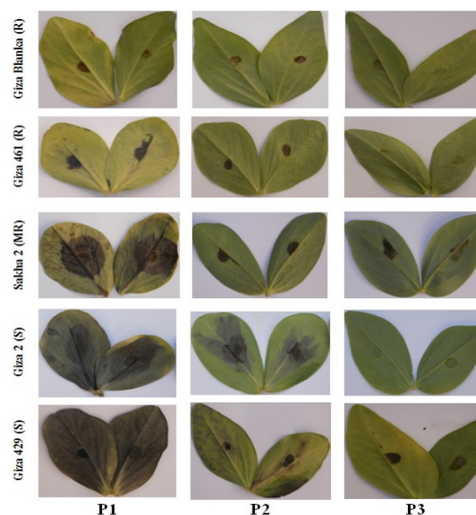 Giza Blanka (R)
Giza 461 (R)
Sakha 2 (MR)
Giza 2 (S)
Giza 429 (S)
P1 P2 P3